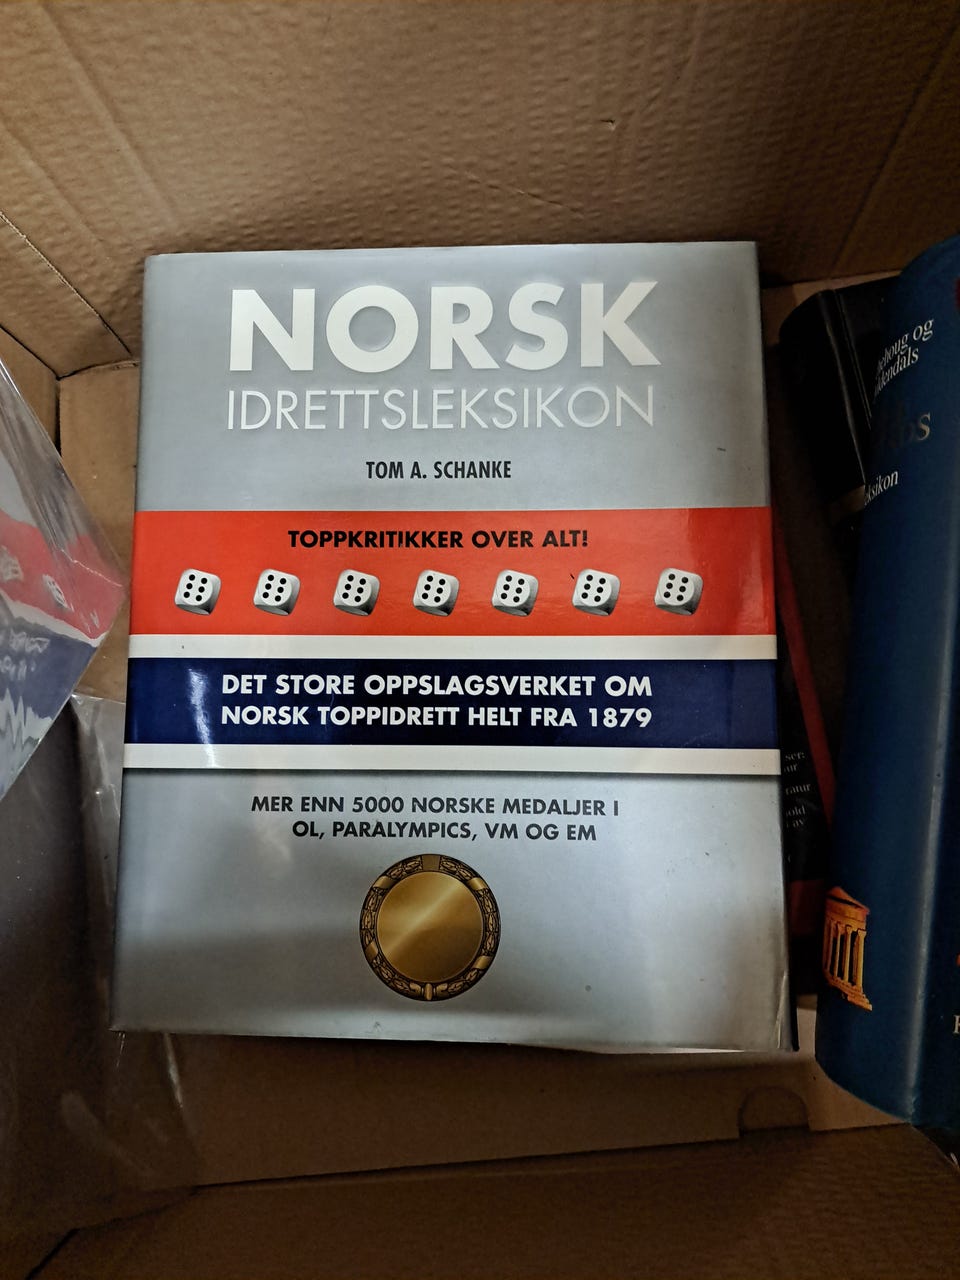 NORSK
IDRETTSLEKSIKON
TOM A. SCHANKE
TOPPKRITIKKER OVER ALT!
DET STORE OPPSLAGSVERKET OM
NORSK TOPPIDRETT HELT FRA 1879
MER ENN 5000 NORSKE MEDALJER I
OL, PARALYMPICS, VM OG EM
og